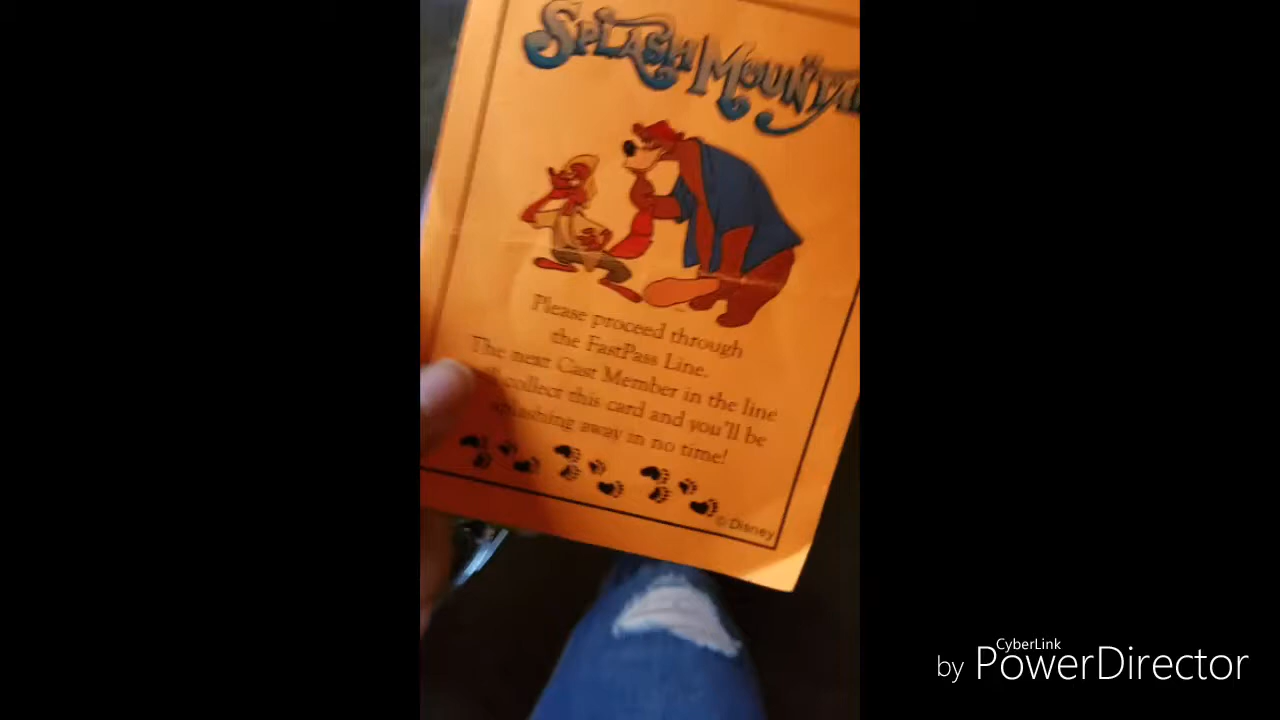 SPLASH MOUNTAI
Please proceed through
the FastPass Line.
The next Cast Member in the line
collect this card and you'll be
splashing away in no time!
© Disney
CyberLink
by PowerDirector